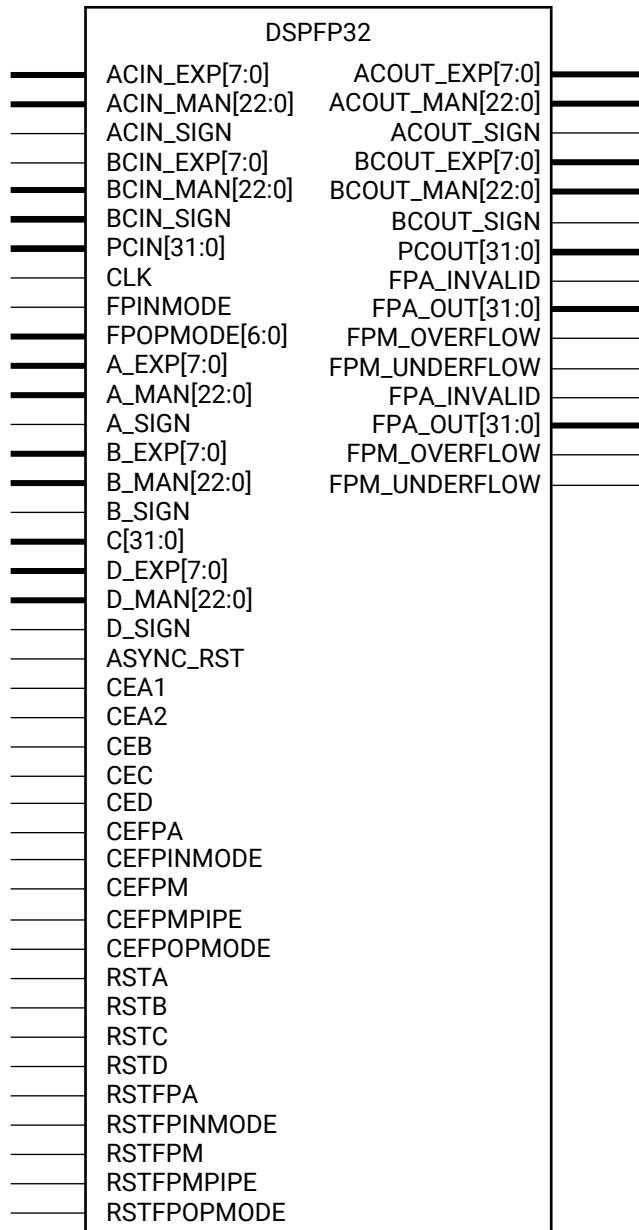 DSPFP32
ACIN_EXP[7:0] ACOUT_EXP[7:0]
ACIN_MAN[22:0] ACOUT_MAN[22:0]
ACIN_SIGN ACOUT_SIGN
BCIN_EXP[7:0] BCOUT_EXP[7:0]
BCIN_MAN[22:0] BCOUT_MAN[22:0]
BCIN_SIGN BCOUT_SIGN
PCIN[31:0] PCOUT[31:0]
CLK FPA_INVALID
FPINMODE FPA_OUT[31:0]
FPOPMODE[6:0] FPM_OVERFLOW
A_EXP[7:0] FPM_UNDERFLOW
A_MAN[22:0] FPA_INVALID
A_SIGN FPA_OUT[31:0]
B_EXP[7:0] FPM_OVERFLOW
B_MAN[22:0] FPM_UNDERFLOW
B_SIGN
C[31:0]
D_EXP[7:0]
D_MAN[22:0]
D_SIGN
ASYNC_RST
CEA1
CEA2
CEB
CEC
CED
CEFPA
CEFPINMODE
CEFPM
CEFPMPIPE
CEFPOPMODE
RSTA
RSTB
RSTC
RSTD
RSTFPA
RSTFPINMODE
RSTFPM
RSTFPMPIPE
RSTFPOPMODE